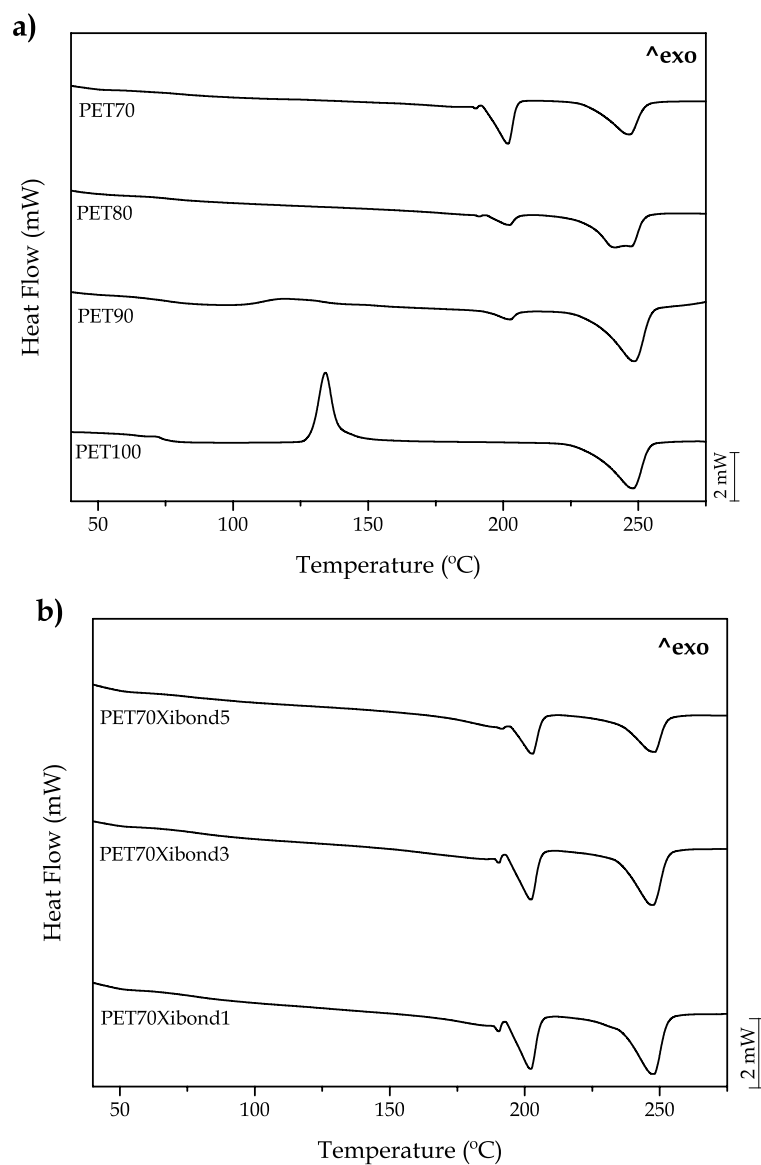 a)
^exo
PET70
PET80
PET90
PET100
Heat Flow (mW)
2 mW
50 100 150 200 250
Temperature (ºC)
b)
^exo
PET70Xibond5
PET70Xibond3
PET70Xibond1
Heat Flow (mW)
2 mW
50 100 150 200 250
Temperature (ºC)